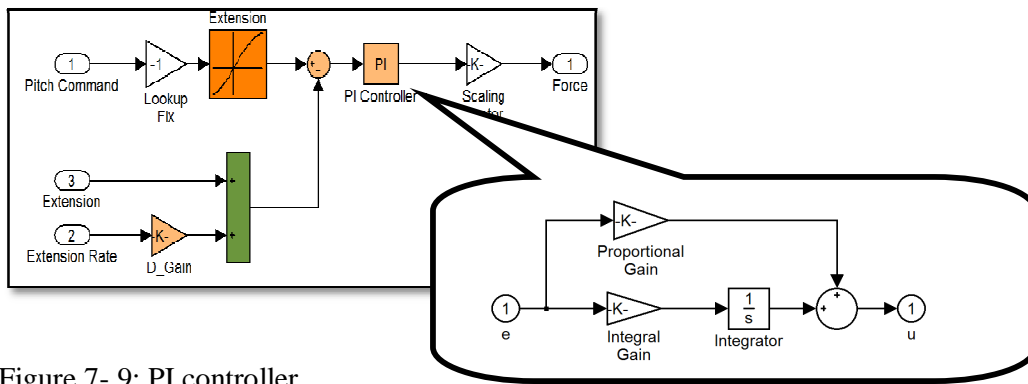 Extension
1
Pitch Command
-1
Lookup
Fix
+
-
PI
PI Controller
-K-
Scaling
1
Force
3
Extension
2
Extension Rate
-K-
D_Gain
+
+
-K-
Proportional
Gain
1
e
-K-
Integral
Gain
1
s
Integrator
+
+
1
u
Figure 7- 9: PI controller